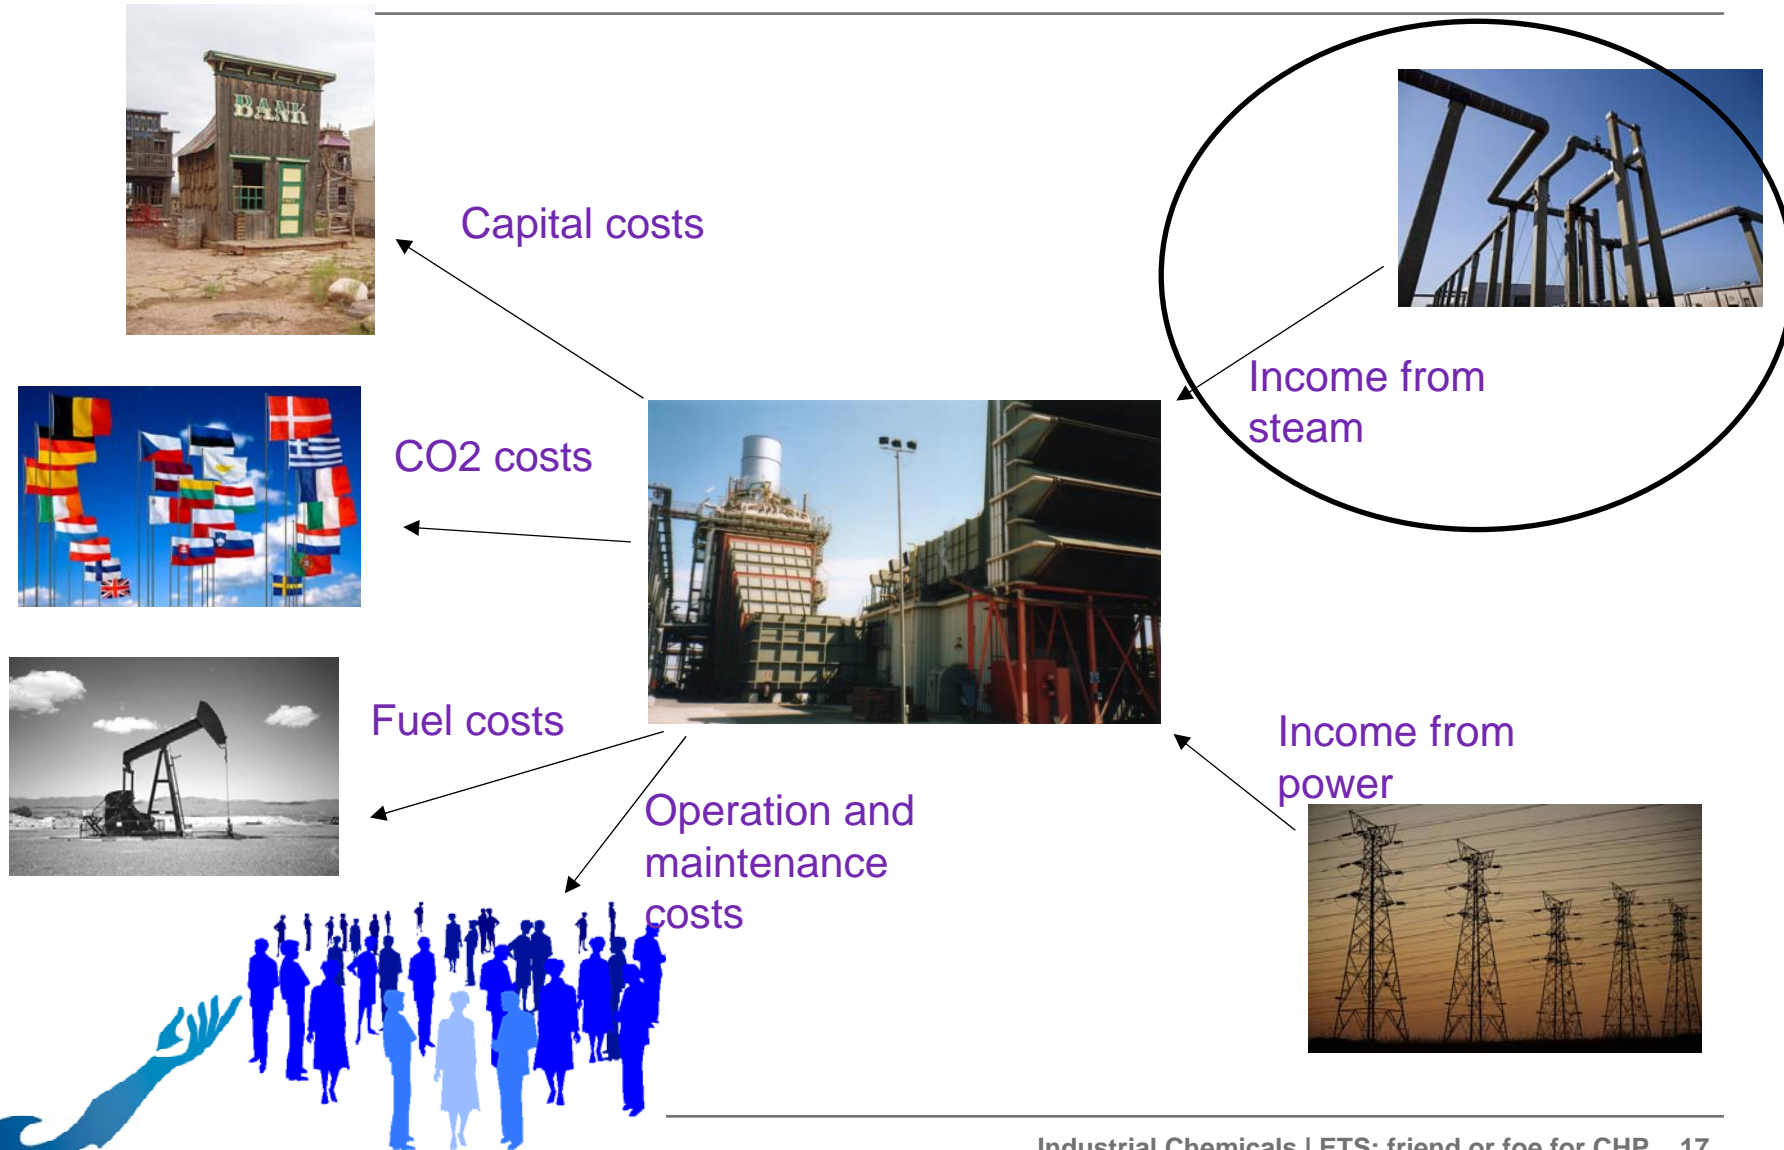 BANK
Capital costs
Income from
steam
CO2 costs
Fuel costs
Income from
power
Operation and
maintenance
costs
Industrial Chemicals | ETS: friend or foe for CHP 17